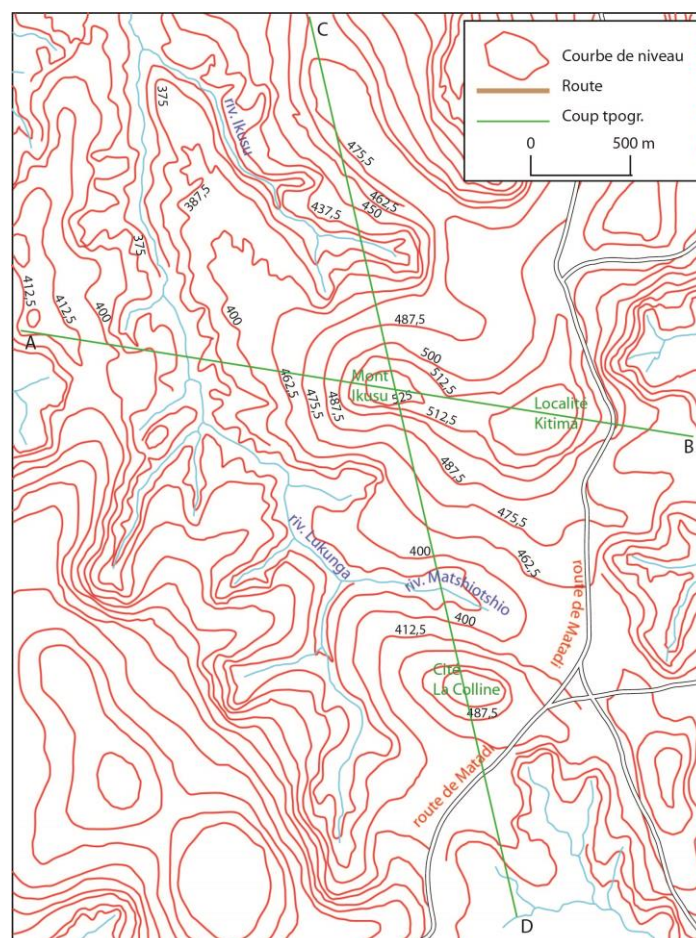 C
Courbe de niveau
Route
Coup tpogr.
0 500 m
375
riv. Ikusu
475,5
462,5
450
437,5
387,5
375
412,5
412,5
400
400
A
487,5
500
512,5
Mont
Ikusu
525
512,5
462,5
475,5
487,5
Localité
Kitima
B
487,5
475,5
462,5
400
riv. Lukunga
riv. Matshiotshio
400
412,5
route de Matadi
Cité
La Colline
487,5
route de Matadi
D